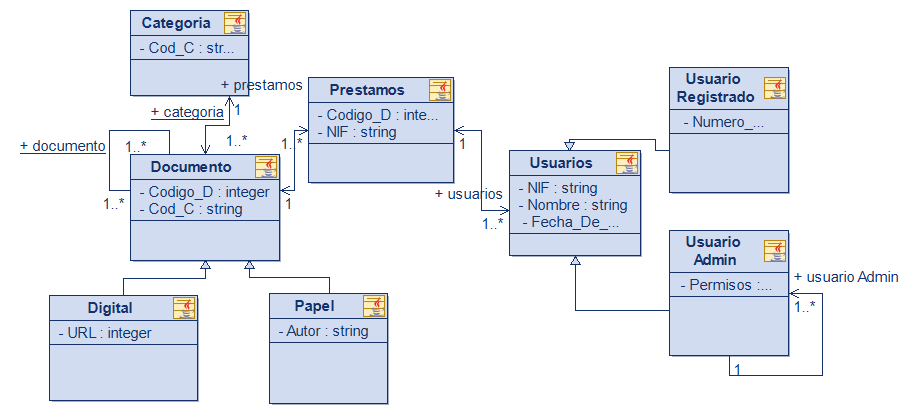 Categoria
- Cod_C : str...
+ prestamos
1
+ categoria
1..*
Prestamos
- Codigo_D : inte...
- NIF : string
1..*
1
+ documento
1..*
1..*
Documento
- Codigo_D : integer
- Cod_C : string
1
+ usuarios
1..*
Usuarios
- NIF : string
- Nombre : string
- Fecha_De_...
Usuario
Registrado
- Numero_...
Usuario
Admin
- Permisos :...
+ usuario Admin
1..*
1
Digital
- URL : integer
Papel
- Autor : string